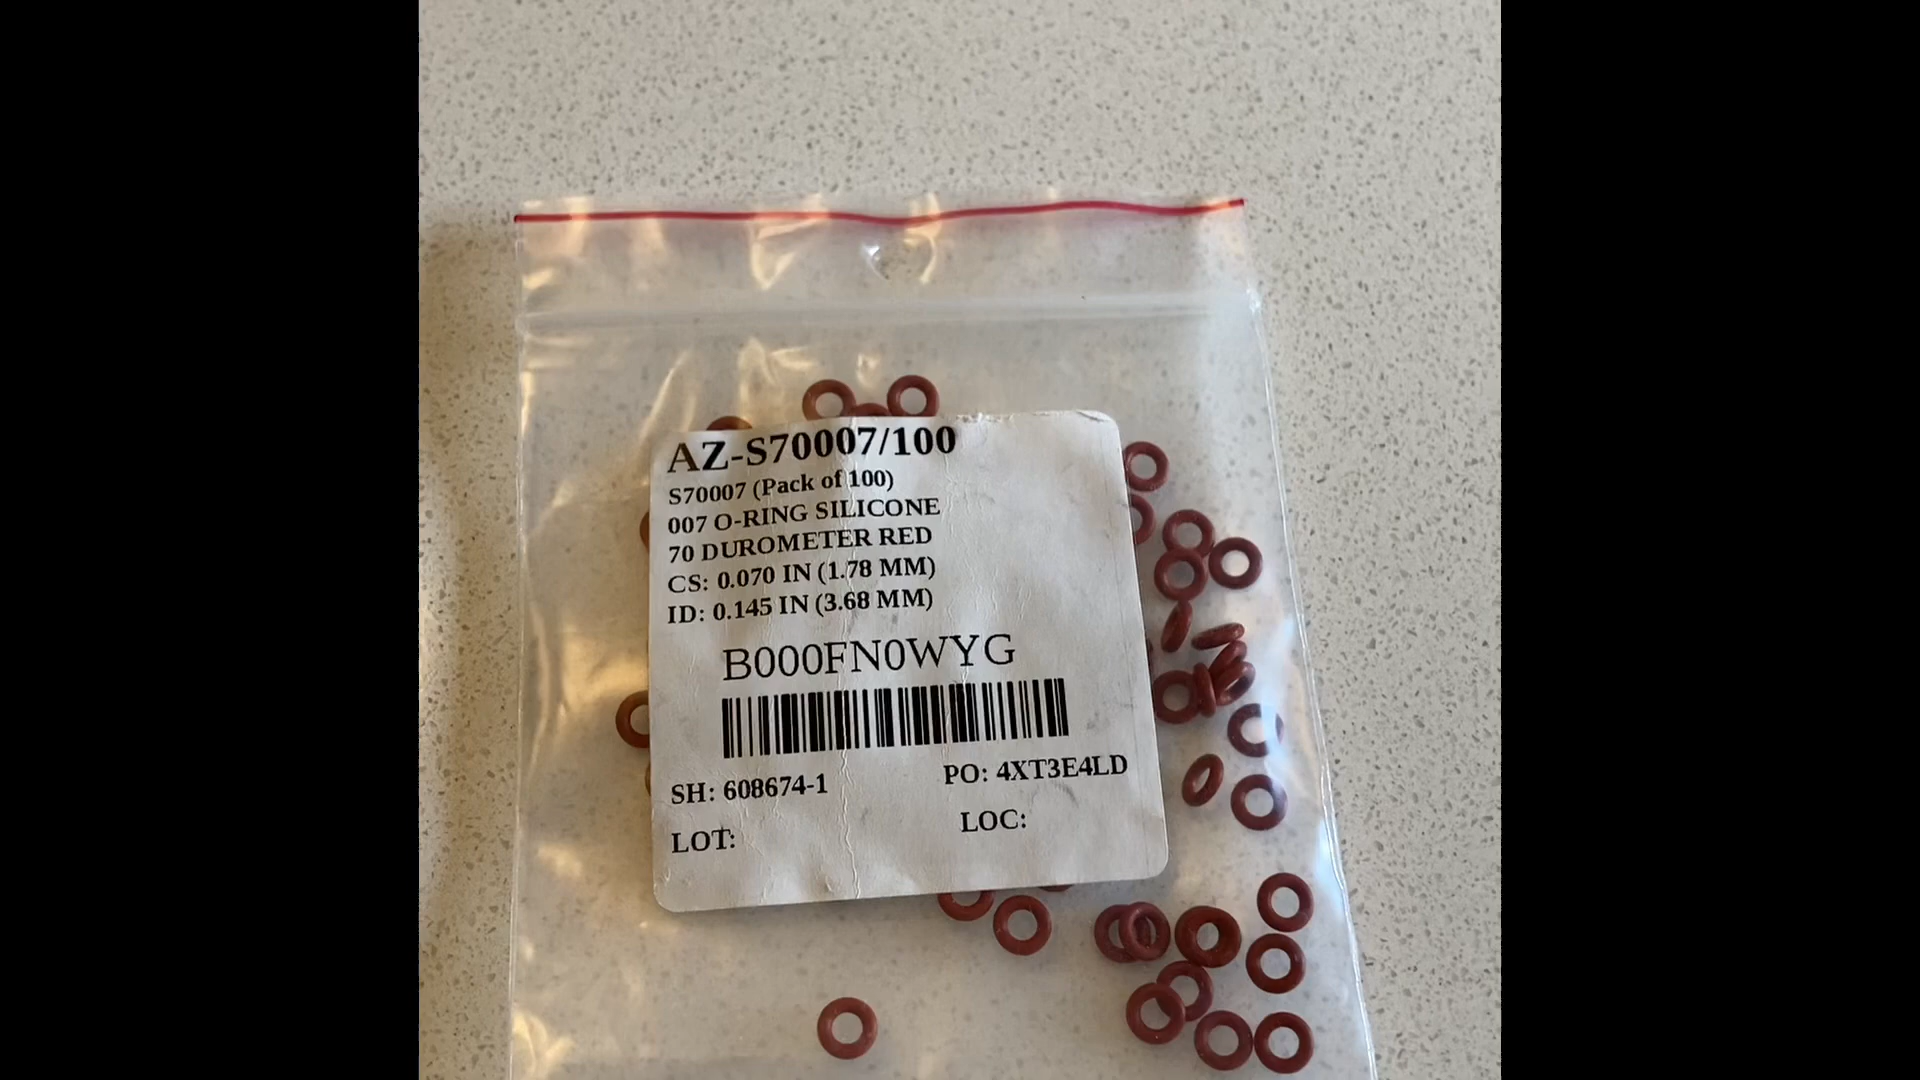 AZ-S70007/100
S70007 (Pack of 100)
007 O-RING SILICONE
70 DUROMETER RED
CS: 0.070 IN (1.78 MM)
ID: 0.145 IN (3.68 MM)
B000FN0WYG
SH: 608674-1 PO: 4XT3E4LD
LOT: LOC: